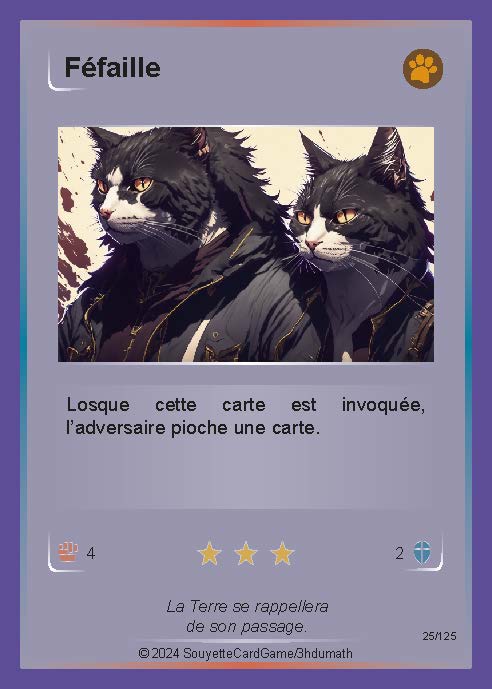 Féfaille
Losque cette carte est invoquée,
l’adversaire pioche une carte.
4
2
La Terre se rappellera
de son passage.
25/125
© 2024 SouyetteCardGame/3hdumath